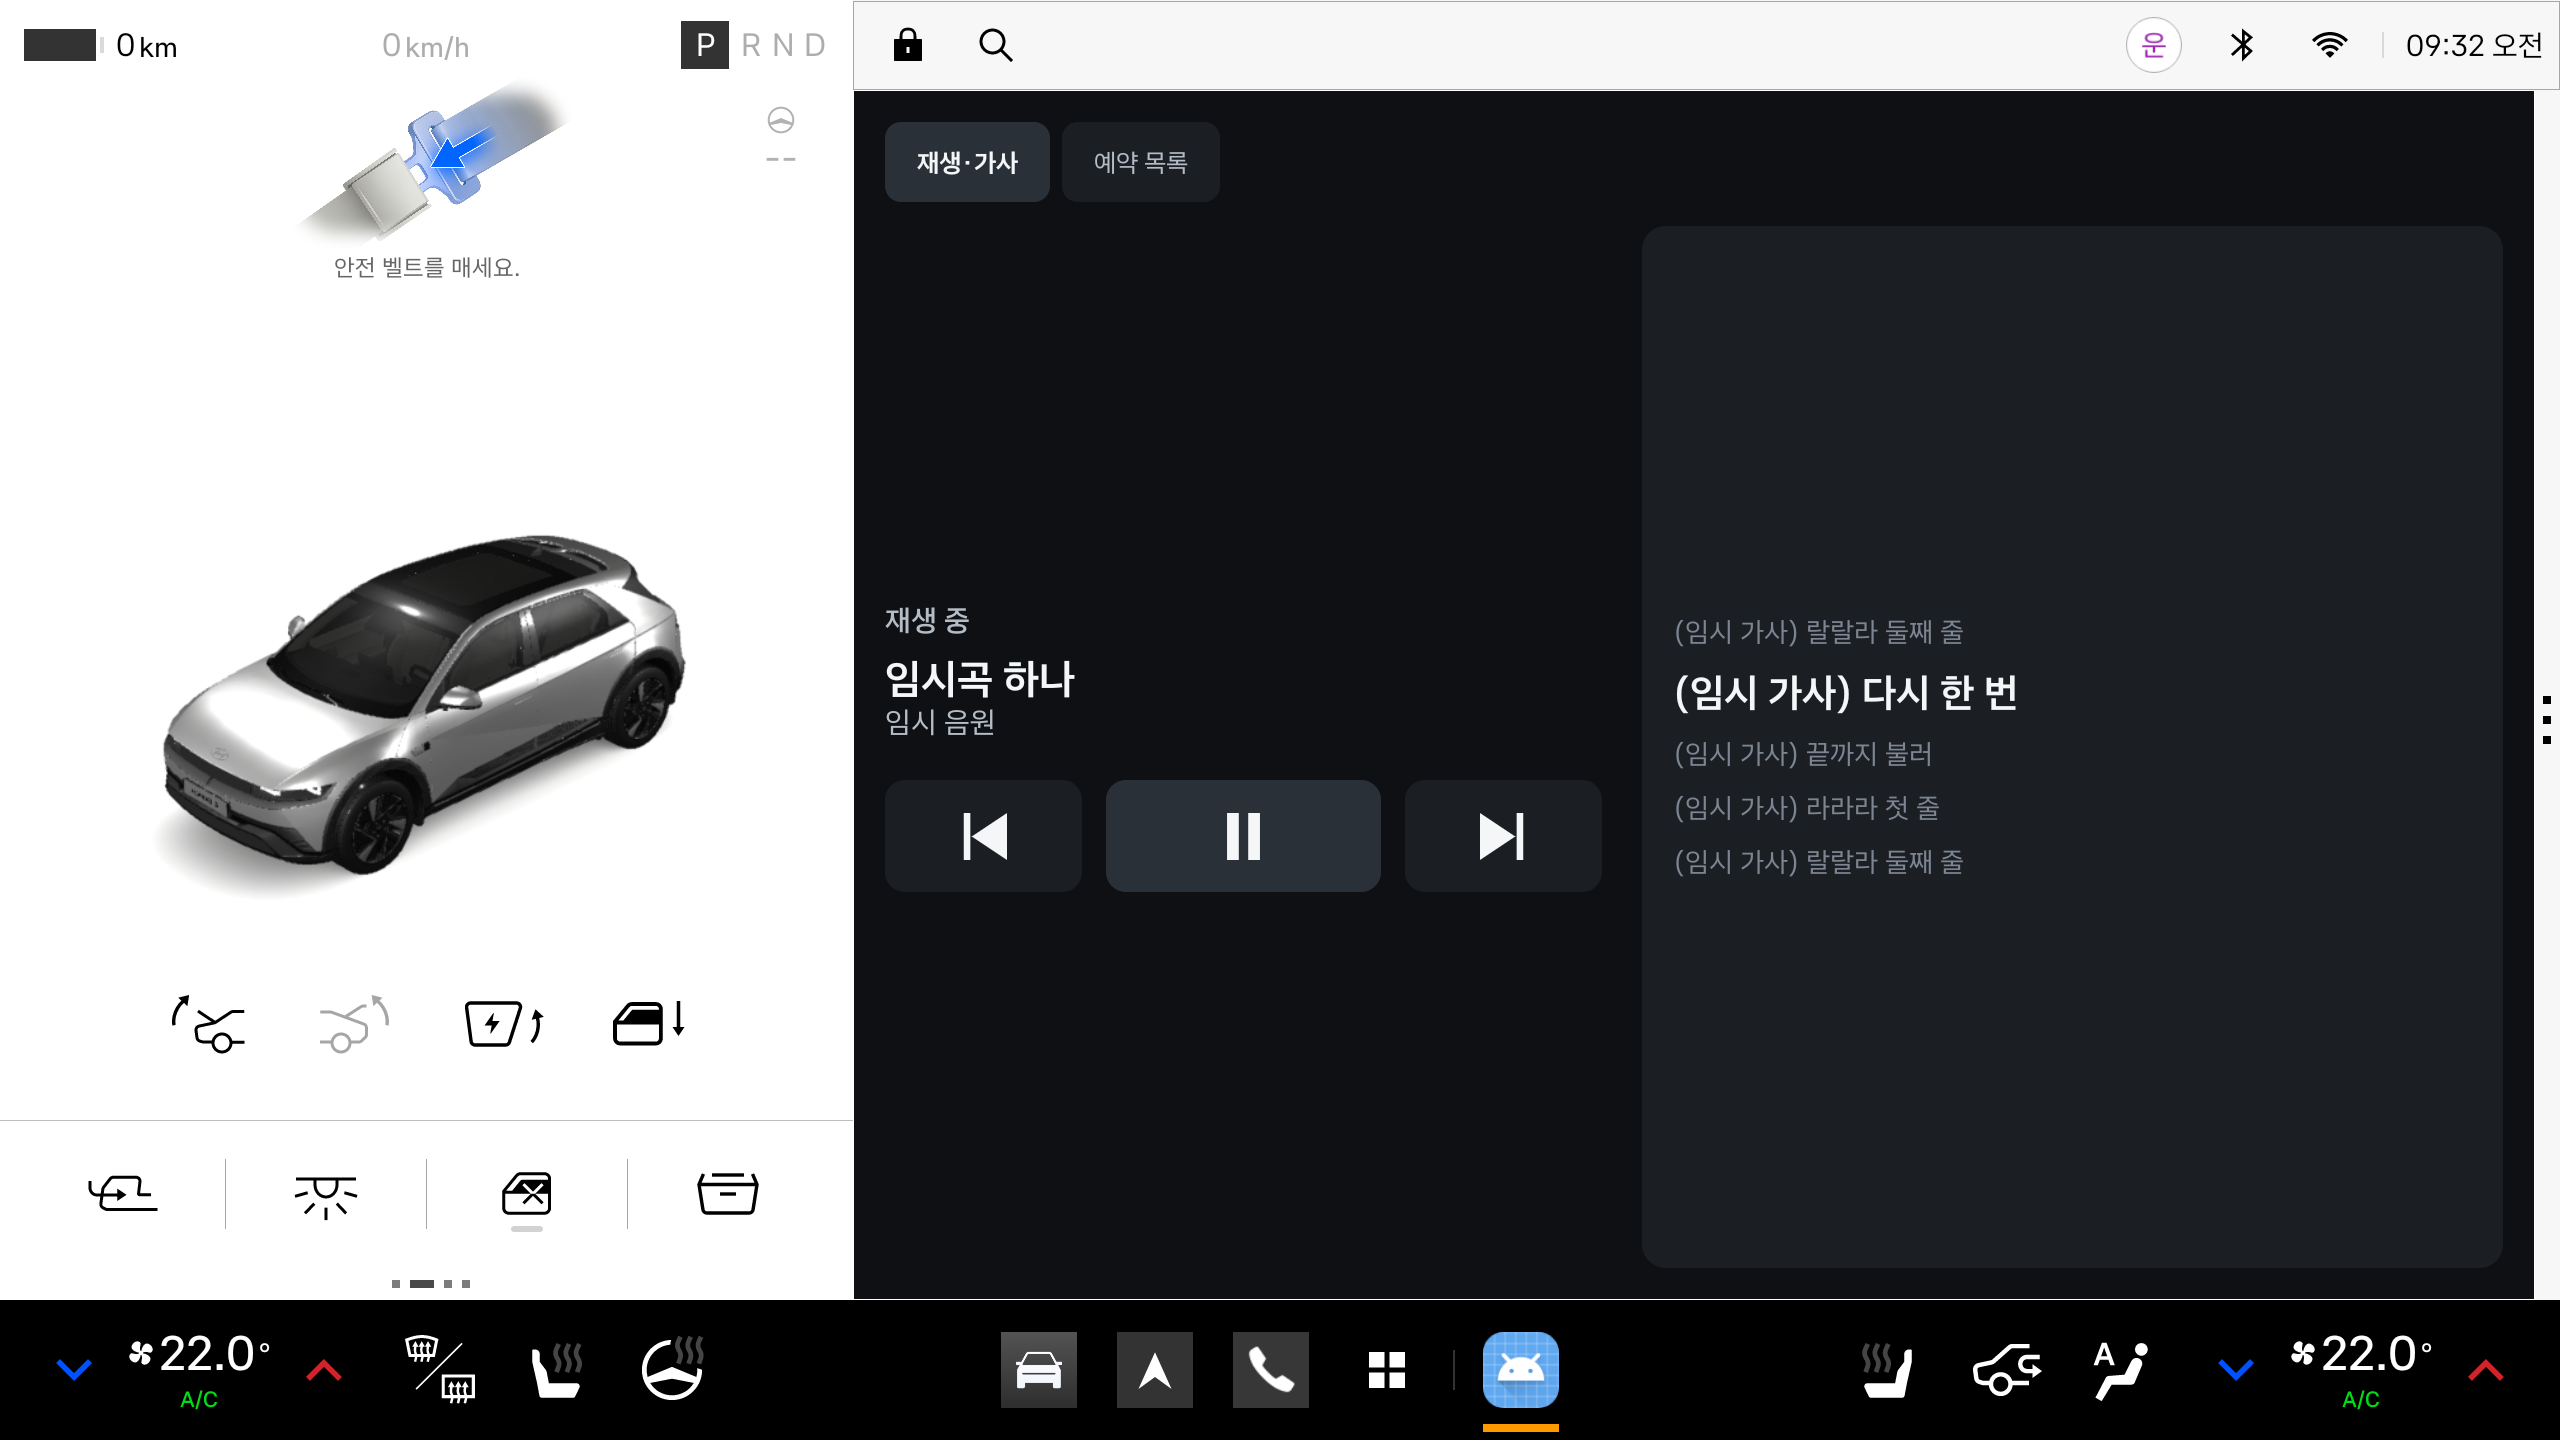 0 km
0 km/h
P R N D
운
09:32 오전
안전 벨트를 매세요.
재생·가사
예약 목록
재생 중
임시곡 하나
임시 음원
(임시 가사) 랄랄라 둘째 줄
(임시 가사) 다시 한 번
(임시 가사) 끝까지 불러
(임시 가사) 라라라 첫 줄
(임시 가사) 랄랄라 둘째 줄
22.0°
A/C
A
22.0°
A/C